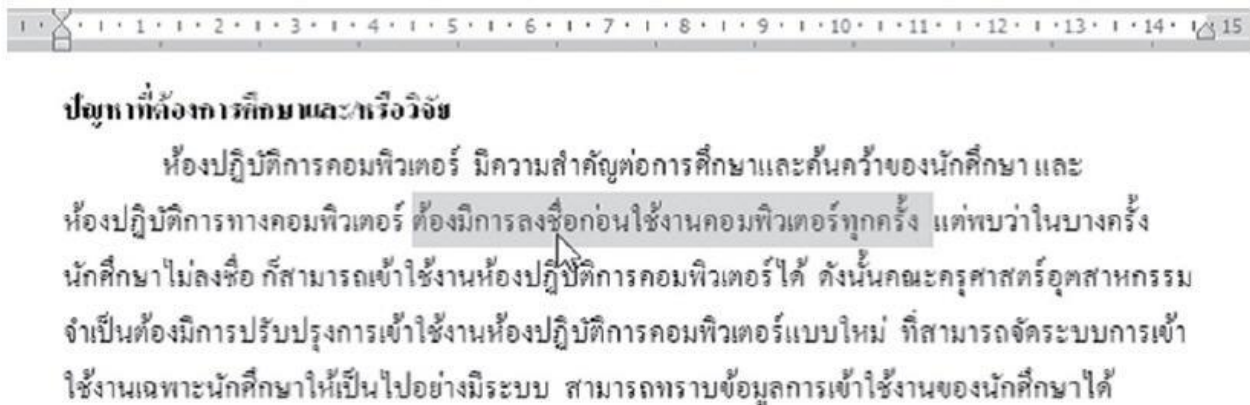 1 2 3 4 5 6 7 8 9 10 11 12 13 14 15
ปัญหาที่ต้องการศึกษาและ/หรือวิจัย
ห้องปฏิบัติการคอมพิวเตอร์ มีความสำคัญต่อการศึกษาและค้นคว้าของนักศึกษา และ
ห้องปฏิบัติการทางคอมพิวเตอร์ ต้องมีการลงชื่อก่อนใช้งานคอมพิวเตอร์ทุกครั้ง แต่พบว่าในบางครั้ง
นักศึกษาไม่ลงชื่อ ก็สามารถเข้าใช้งานห้องปฏิบัติการคอมพิวเตอร์ได้ ดังนั้นคณะครุศาสตร์อุตสาหกรรม
จำเป็นต้องมีการปรับปรุงการเข้าใช้งานห้องปฏิบัติการคอมพิวเตอร์แบบใหม่ ที่สามารถจัดระบบการเข้า
ใช้งานเฉพาะนักศึกษาให้เป็นไปอย่างมีระบบ สามารถทราบข้อมูลการเข้าใช้งานของนักศึกษาได้